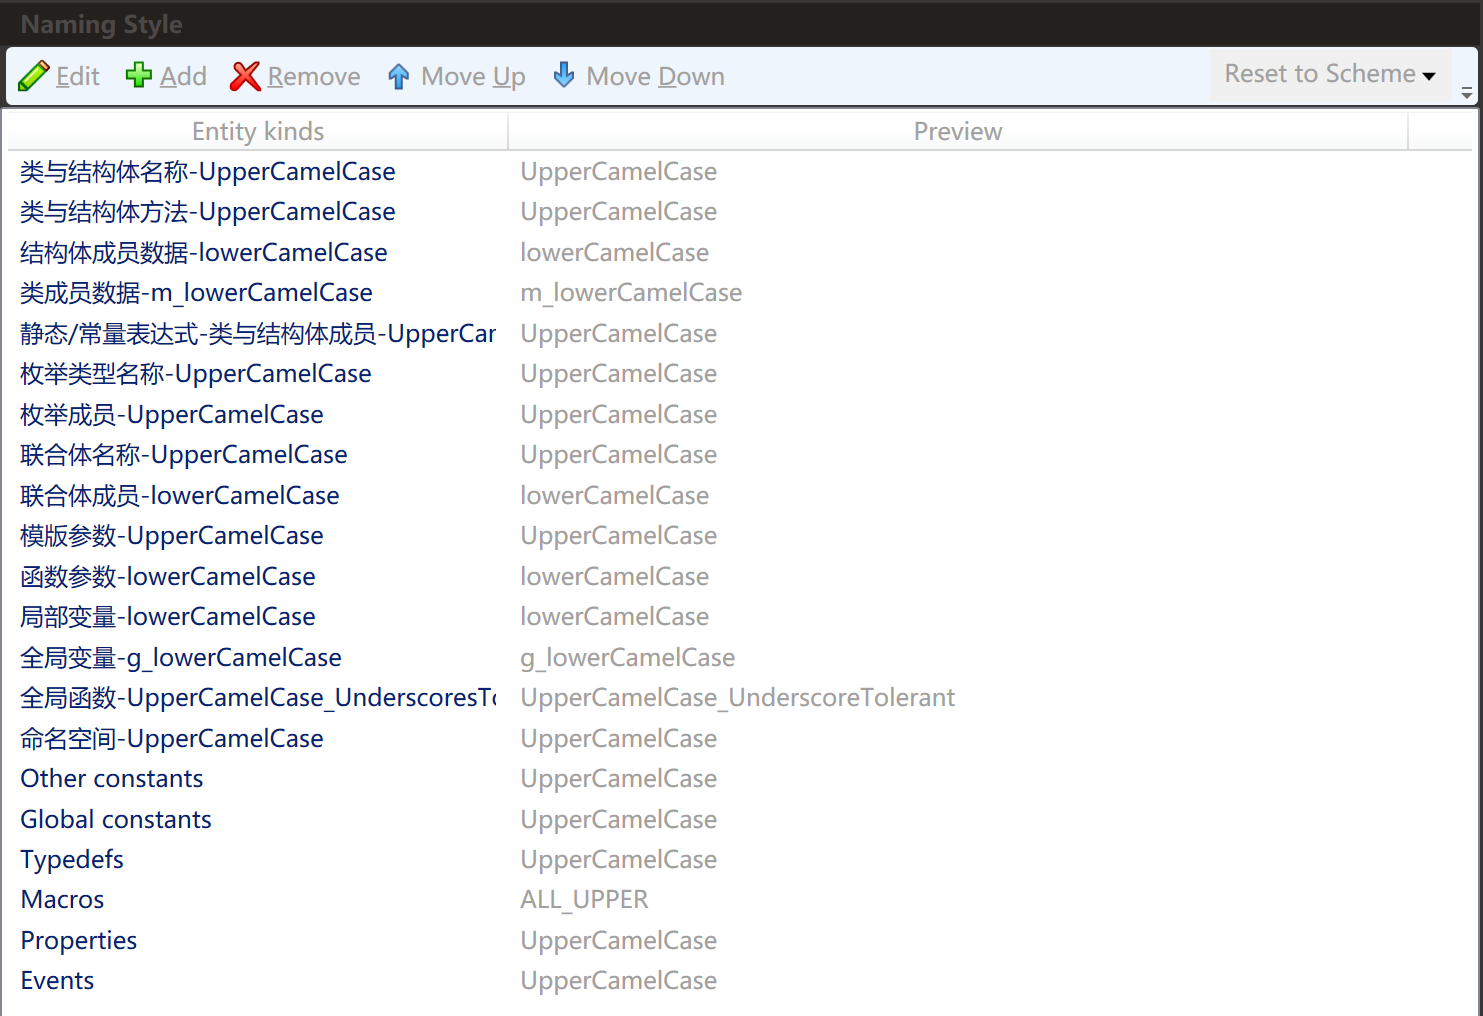 Naming Style
Edit Add Remove Move Up Move Down Reset to Scheme
Entity kinds Preview
类与结构体名称-UpperCamelCase UpperCamelCase
类与结构体方法-UpperCamelCase UpperCamelCase
结构体成员数据-lowerCamelCase lowerCamelCase
类成员数据-m_lowerCamelCase m_lowerCamelCase
静态/常量表达式-类与结构体成员-UpperCar UpperCamelCase
枚举类型名称-UpperCamelCase UpperCamelCase
枚举成员-UpperCamelCase UpperCamelCase
联合体名称-UpperCamelCase UpperCamelCase
联合体成员-lowerCamelCase lowerCamelCase
模版参数-UpperCamelCase UpperCamelCase
函数参数-lowerCamelCase lowerCamelCase
局部变量-lowerCamelCase lowerCamelCase
全局变量-g_lowerCamelCase g_lowerCamelCase
全局函数-UpperCamelCase_UnderscoresTo UpperCamelCase_UnderscoreTolerant
命名空间-UpperCamelCase UpperCamelCase
Other constants UpperCamelCase
Global constants UpperCamelCase
Typedefs UpperCamelCase
Macros ALL_UPPER
Properties UpperCamelCase
Events UpperCamelCase